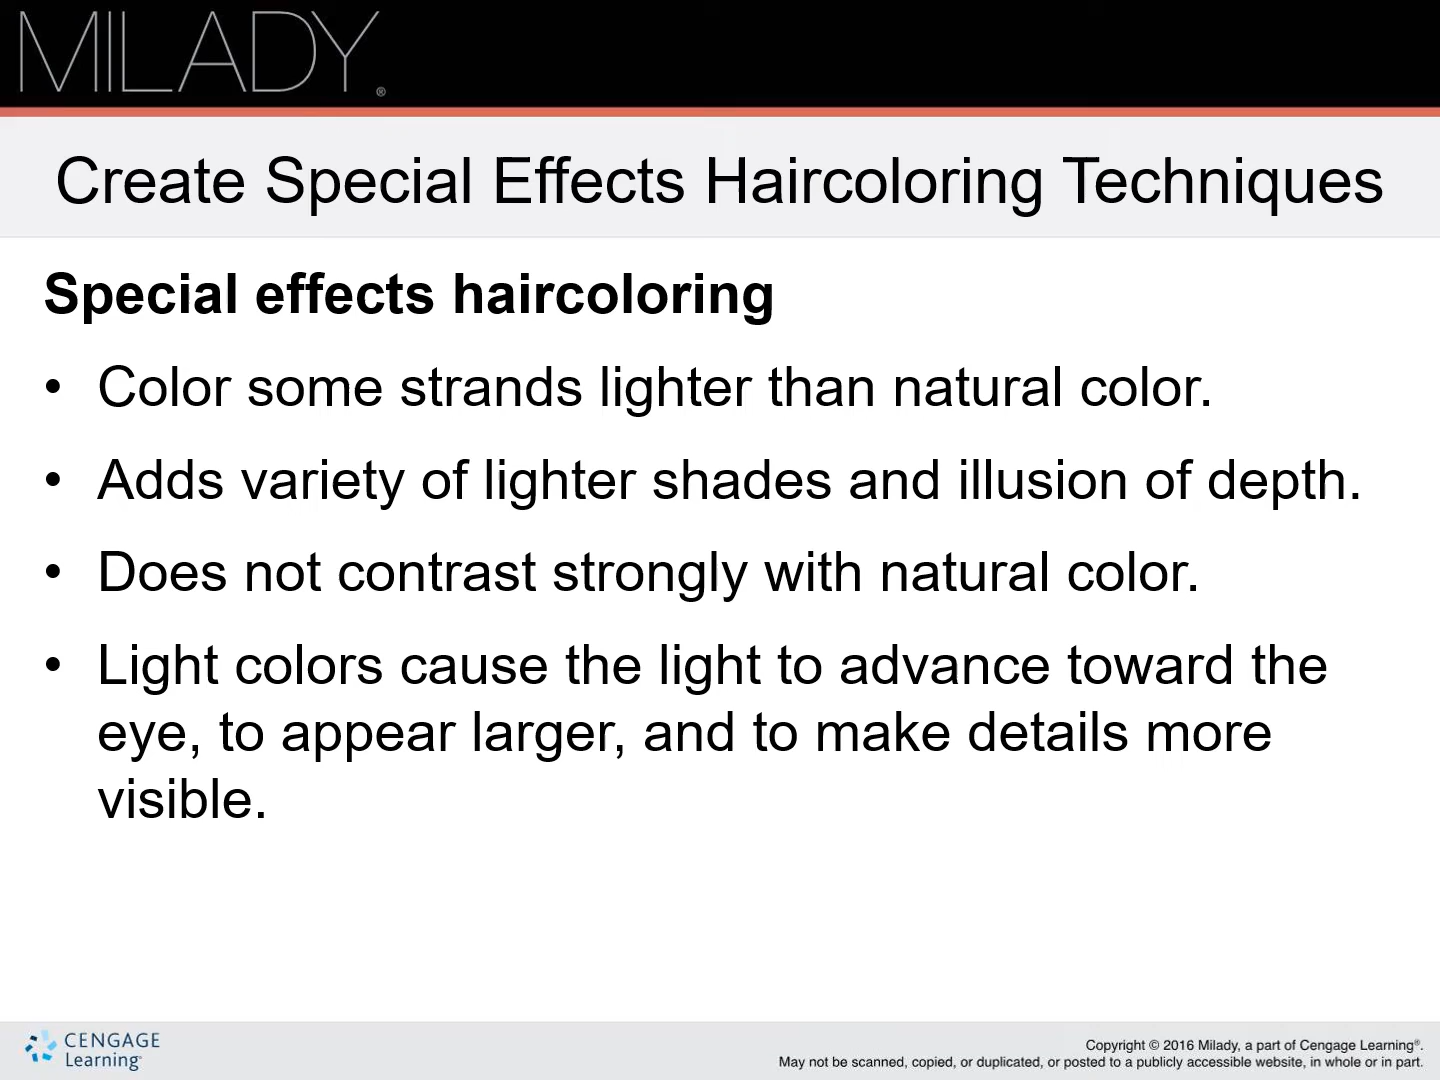 MILADY®
Create Special Effects Haircoloring Techniques
Special effects haircoloring
• Color some strands lighter than natural color.
• Adds variety of lighter shades and illusion of depth.
• Does not contrast strongly with natural color.
• Light colors cause the light to advance toward the
eye, to appear larger, and to make details more
visible.
CENGAGE
Learning®
Copyright © 2016 Milady, a part of Cengage Learning®.
May not be scanned, copied, or duplicated, or posted to a publicly accessible website, in whole or in part.